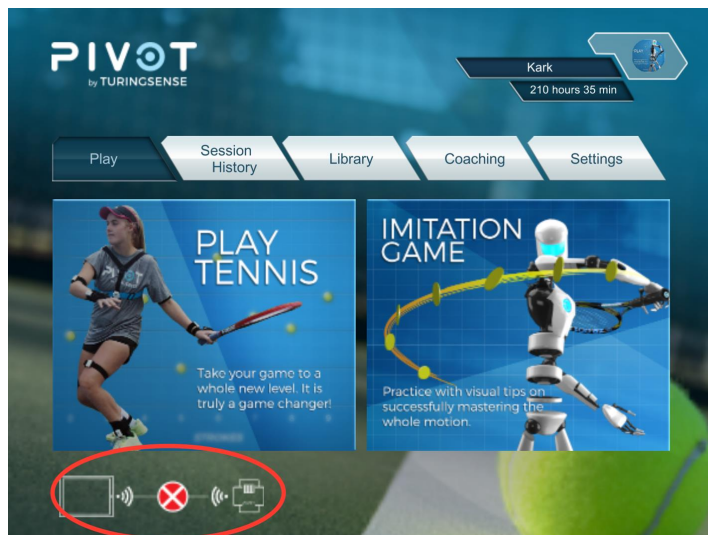 PIVOT
by TURINGSENSE
Kark
210 hours 35 min
Play
Session
History
Library
Coaching
Settings
PLAY
TENNIS
Take your game to a
whole new level. It is
truly a game changer!
IMITATION
GAME
Practice with visual tips on
successfully mastering the
whole motion.